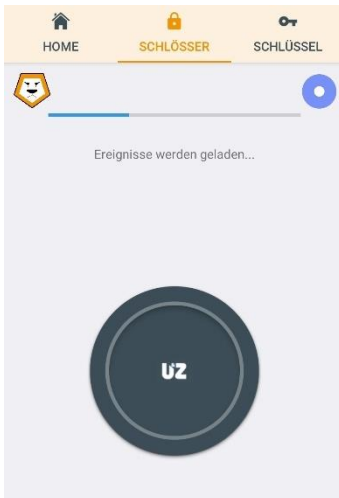 HOME
SCHLÖSSER
SCHLÜSSEL
Ereignisse werden geladen...
UZ